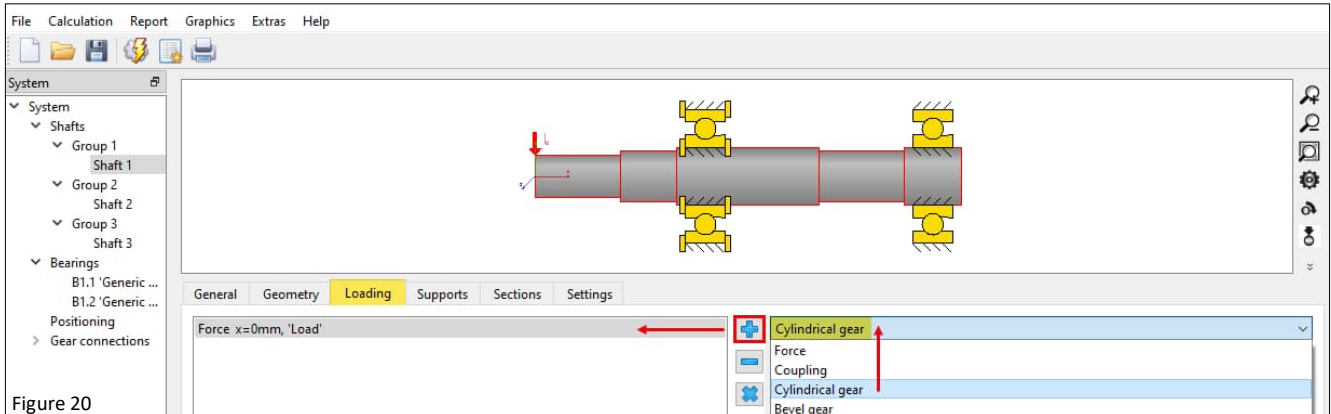 File Calculation Report Graphics Extras Help
System
System
Shafts
Group 1
Shaft 1
Group 2
Shaft 2
Group 3
Shaft 3
Bearings
B1.1 'Generic ...
B1.2 'Generic ...
Positioning
Gear connections
General Geometry Loading Supports Sections Settings
Force x=0mm, 'Load'
Cylindrical gear
Force
Coupling
Cylindrical gear
Bevel gear
Figure 20